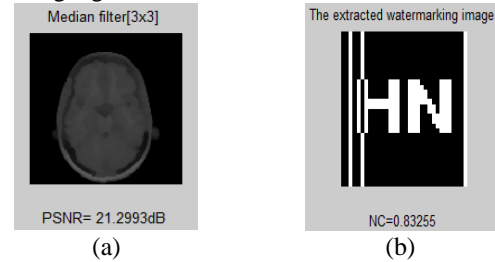 Median filter[3x3]
The extracted watermarking image
HN
PSNR= 21.2993dB
NC=0.83255
(a)
(b)